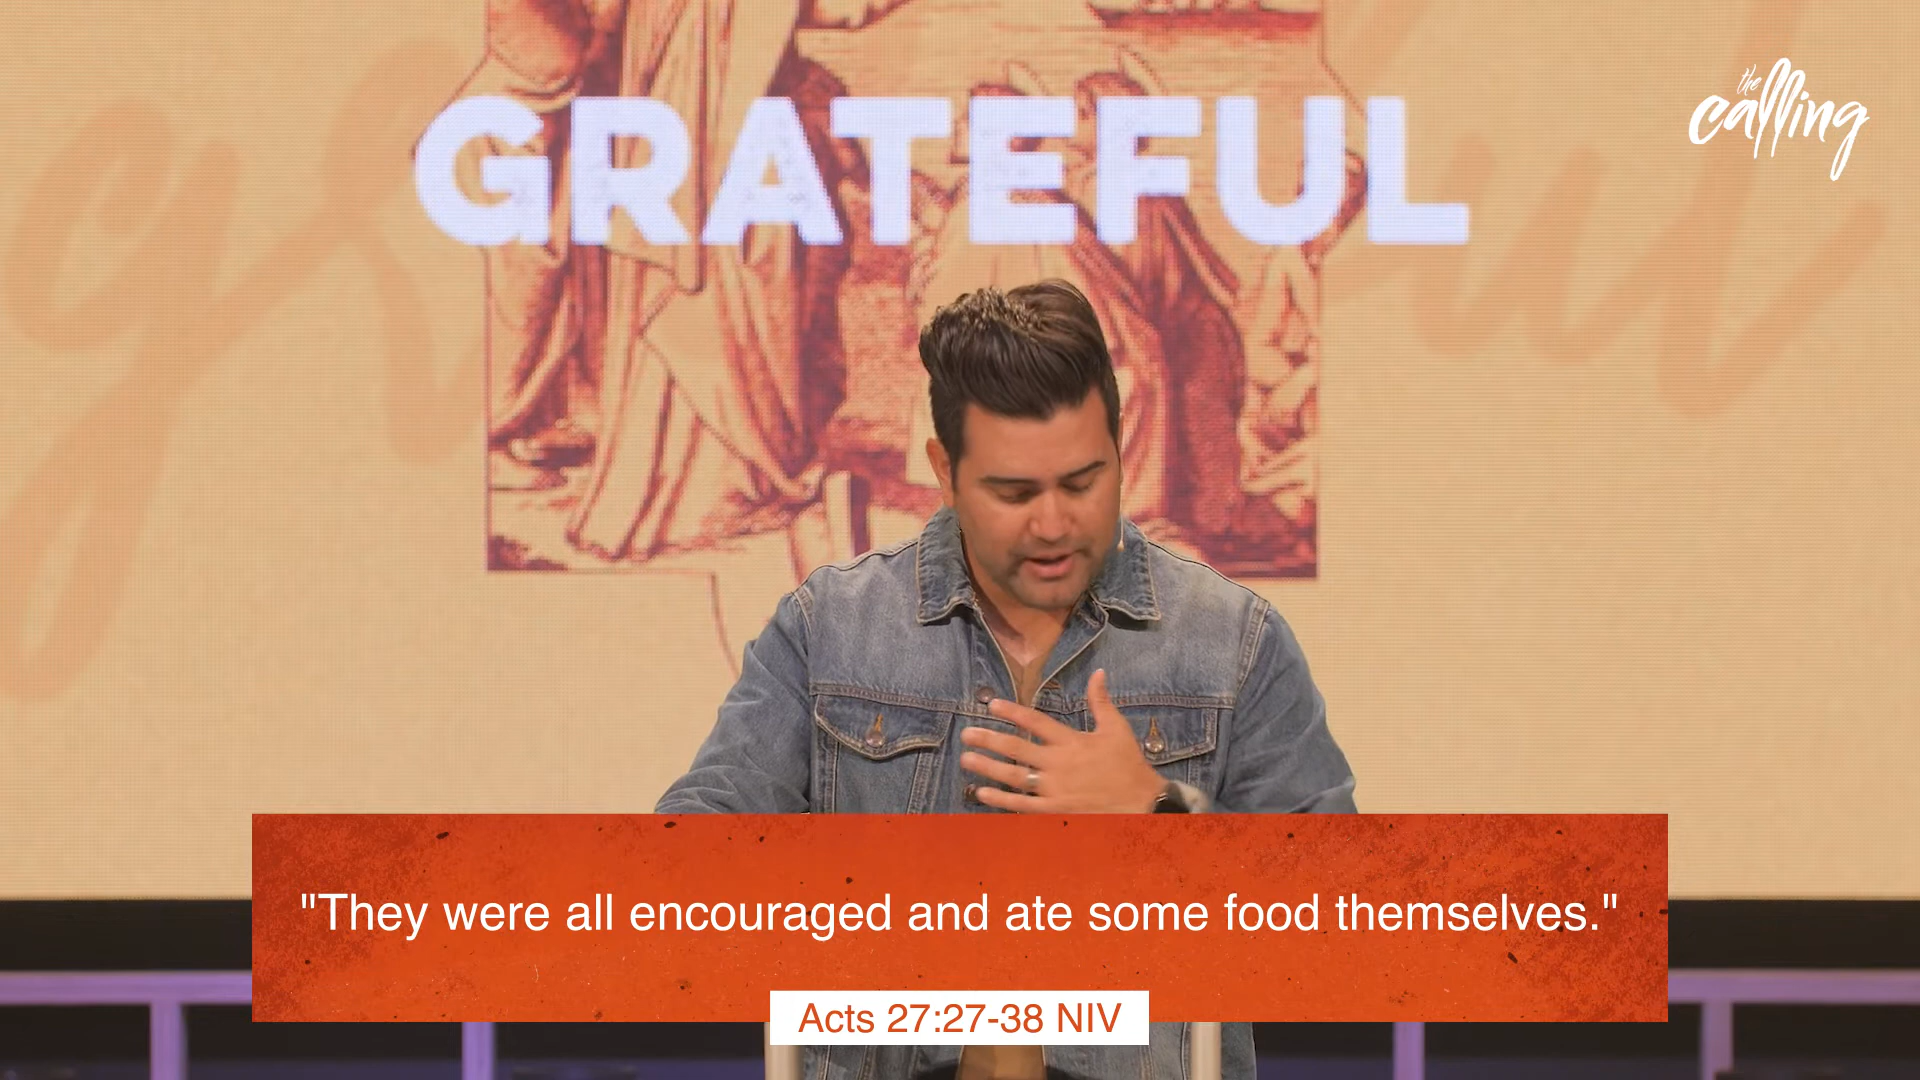 GRATEFUL
the
calling
"They were all encouraged and ate some food themselves."
Acts 27:27-38 NIV